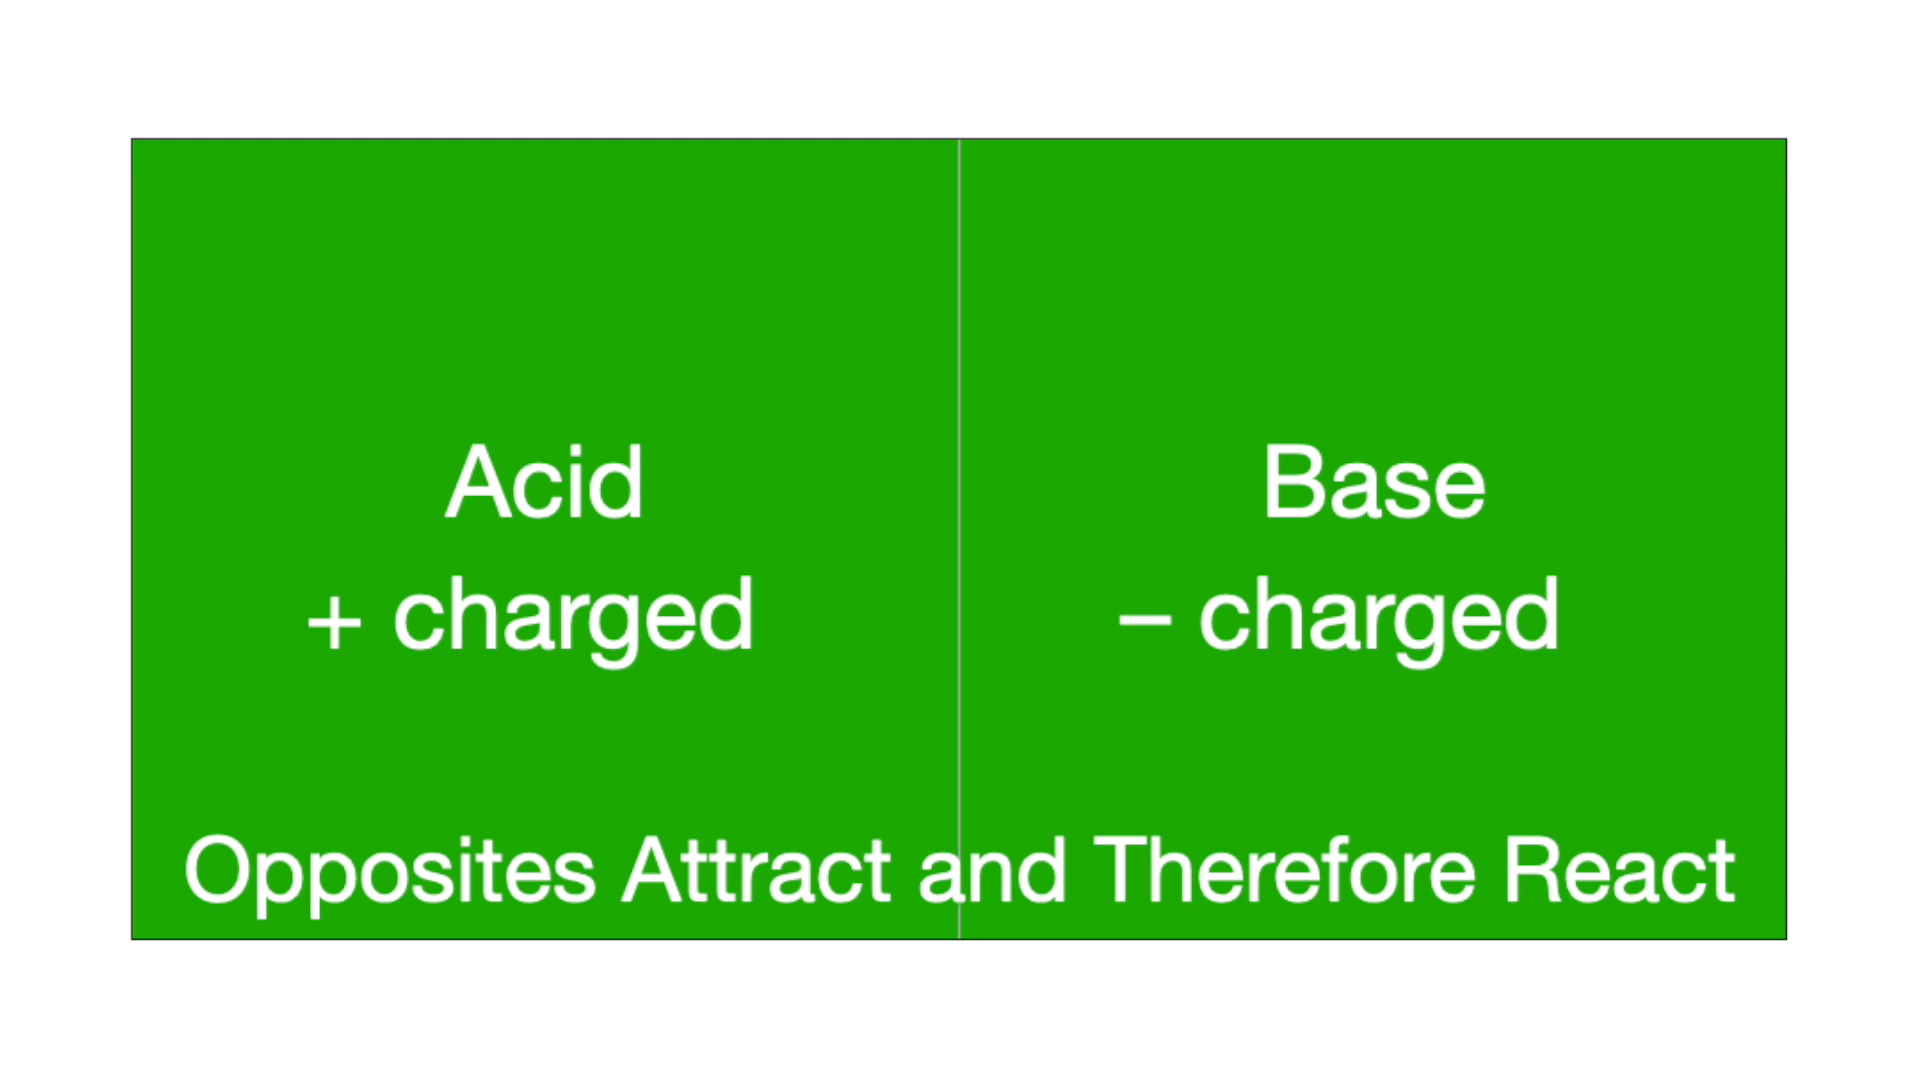 Acid
+ charged
Base
– charged
Opposites Attract and Therefore React